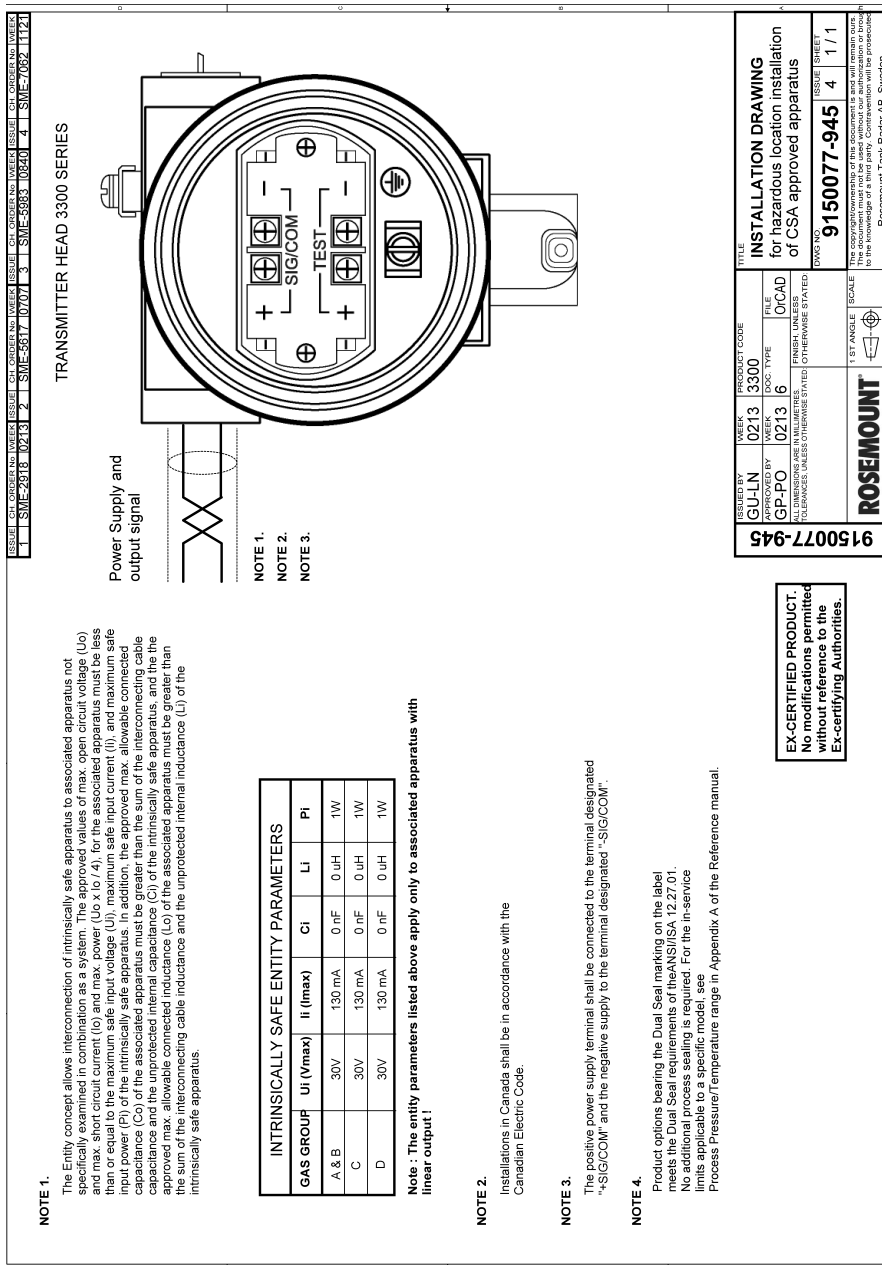 ISSUE CH. ORDER No WEEK ISSUE CH. ORDER No WEEK ISSUE CH. ORDER No WEEK ISSUE CH. ORDER No WEEK
1 SME-2918 0213 2 SME-5617 0707 3 SME-5983 0840 4 SME-7062 1121
D
C
B
A
NOTE 1.
The Entity concept allows interconnection of intrinsically safe apparatus to associated apparatus not
specifically examined in combination as a system. The approved values of max. open circuit voltage (Uo)
and max. short circuit current (Io) and max. power (Uo x Io / 4), for the associated apparatus must be less
than or equal to the maximum safe input voltage (Ui), maximum safe input current (Ii), and maximum safe
input power (Pi) of the intrinsically safe apparatus. In addition, the approved max. allowable connected
capacitance (Co) of the associated apparatus must be greater than the sum of the interconnecting cable
capacitance and the unprotected internal capacitance (Ci) of the intrinsically safe apparatus, and the the
approved max. allowable connected inductance (Lo) of the associated apparatus must be greater than
the sum of the interconnecting cable inductance and the unprotected internal inductance (Li) of the
intrinsically safe apparatus.
INTRINSICALLY SAFE ENTITY PARAMETERS
GAS GROUP Ui (Vmax) Ii (Imax) Ci Li Pi
A & B 30V 130 mA 0 nF 0 uH 1W
C 30V 130 mA 0 nF 0 uH 1W
D 30V 130 mA 0 nF 0 uH 1W
Note : The entity parameters listed above apply only to associated apparatus with
linear output !
NOTE 2.
Installations in Canada shall be in accordance with the
Canadian Electric Code.
NOTE 3.
The positive power supply terminal shall be connected to the terminal designated
"+SIG/COM" and the negative supply to the terminal designated "-SIG/COM".
NOTE 4.
Product options bearing the Dual Seal marking on the label
meets the Dual Seal requirements of theANSI/ISA 12.27.01.
No additional process sealing is required. For the in-service
limits applicable to a specific model, see
Process Pressure/Temperature range in Appendix A of the Reference manual.
TRANSMITTER HEAD 3300 SERIES
Power Supply and
output signal
NOTE 1.
NOTE 2.
NOTE 3.
+ SIG/COM −
+ TEST −
EX-CERTIFIED PRODUCT.
No modifications permitted
without reference to the
Ex-certifying Authorities.
9150077-945
ISSUED BY WEEK PRODUCT CODE
GU-LN 0213 3300
APPROVED BY WEEK DOC. TYPE FILE
GP-PO 0213 6 OrCAD
ALL DIMENSIONS ARE IN MILLIMETRES.
TOLERANCES, UNLESS OTHERWISE STATED:
FINISH, UNLESS
OTHERWISE STATED:
ROSEMOUNT
1 ST ANGLE SCALE
TITLE
INSTALLATION DRAWING
for hazardous location installation
of CSA approved apparatus
DWG NO. ISSUE SHEET
9150077-945 4 1 / 1
The copyright/ownership of this document is and will remain ours.
The document must not be used without our authorization or brough
to the knowledge of a third party. Contravention will be prosecuted
Rosemount Tank Radar AB, Sweden